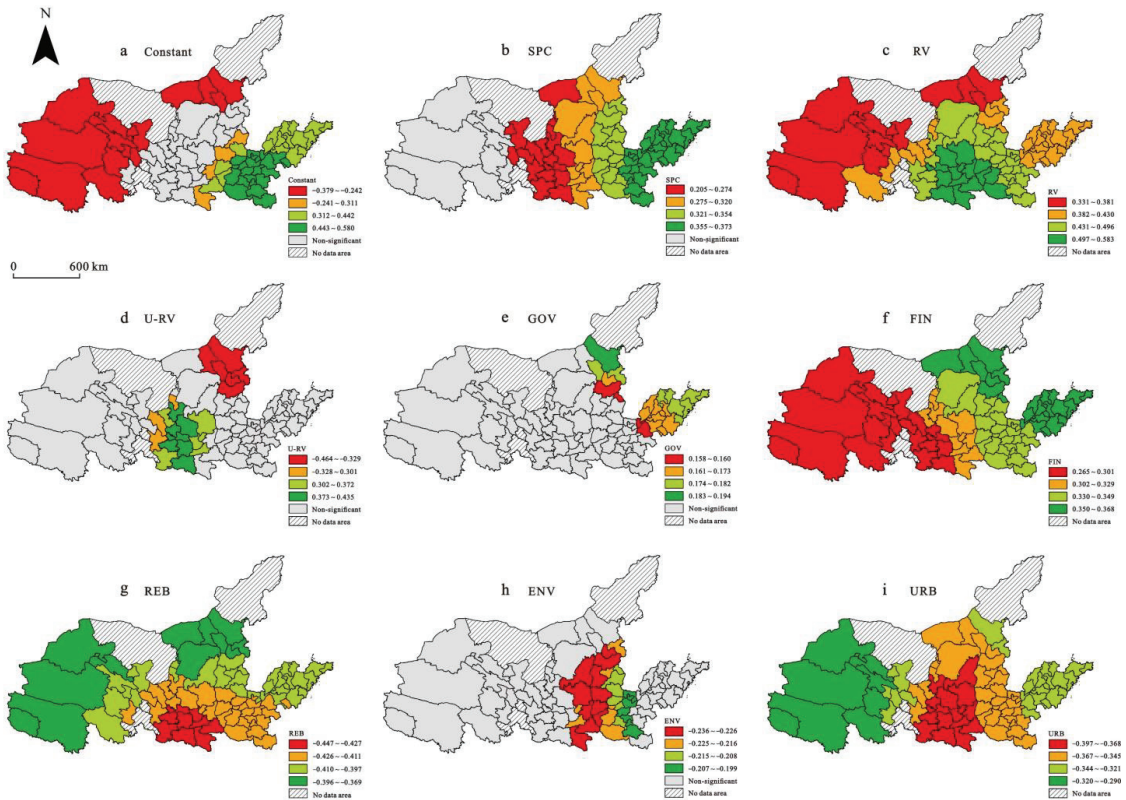 N
a Constant
Constant
−0.379~−0.242
−0.241~0.311
0.312~0.442
0.443~0.580
Non-significant
No data area
0 600 km
b SPC
SPC
0.205~0.274
0.275~0.320
0.321~0.354
0.355~0.373
Non-significant
No data area
c RV
RV
0.331~0.381
0.382~0.430
0.431~0.496
0.497~0.583
No data area
d U-RV
U-RV
−0.464~−0.329
−0.328~0.301
0.302~0.372
0.373~0.435
Non-significant
No data area
e GOV
GOV
0.158~0.160
0.161~0.173
0.174~0.182
0.183~0.194
Non-significant
No data area
f FIN
FIN
0.265~0.301
0.302~0.329
0.330~0.349
0.350~0.368
No data area
g REB
REB
−0.447~−0.427
−0.426~−0.411
−0.410~−0.397
−0.396~−0.369
No data area
h ENV
ENV
−0.236~−0.226
−0.225~−0.216
−0.215~−0.208
−0.207~−0.199
Non-significant
No data area
i URB
URB
−0.397~−0.368
−0.367~−0.345
−0.344~−0.321
−0.320~−0.290
No data area